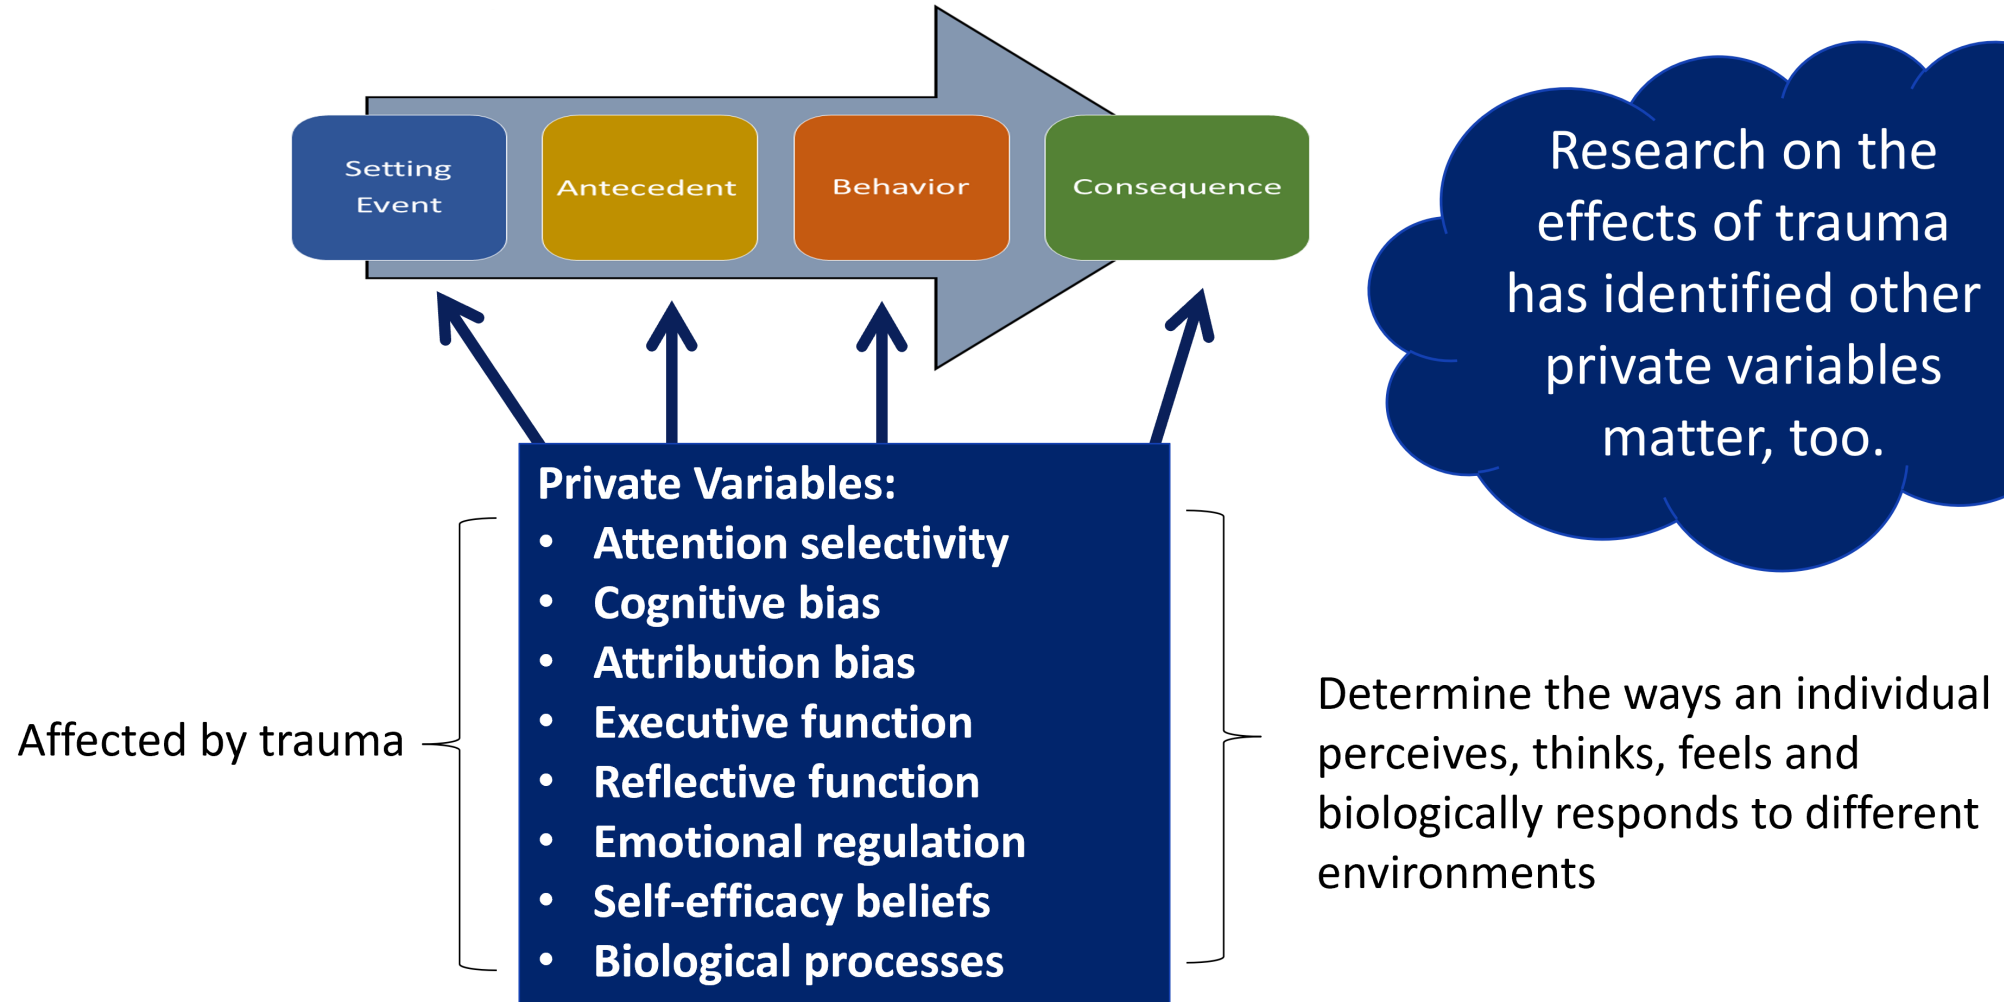 Setting
Event
Antecedent
Behavior
Consequence
Research on the
effects of trauma
has identified other
private variables
matter, too.
Private Variables:
• Attention selectivity
• Cognitive bias
• Attribution bias
• Executive function
• Reflective function
• Emotional regulation
• Self-efficacy beliefs
• Biological processes
Affected by trauma
Determine the ways an individual
perceives, thinks, feels and
biologically responds to different
environments